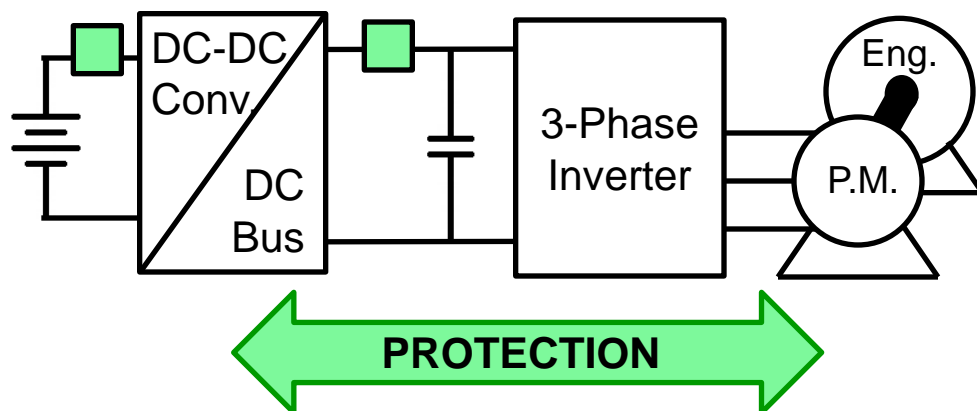 DC-DC
Conv.
DC
Bus
3-Phase
Inverter
Eng.
P.M.
PROTECTION